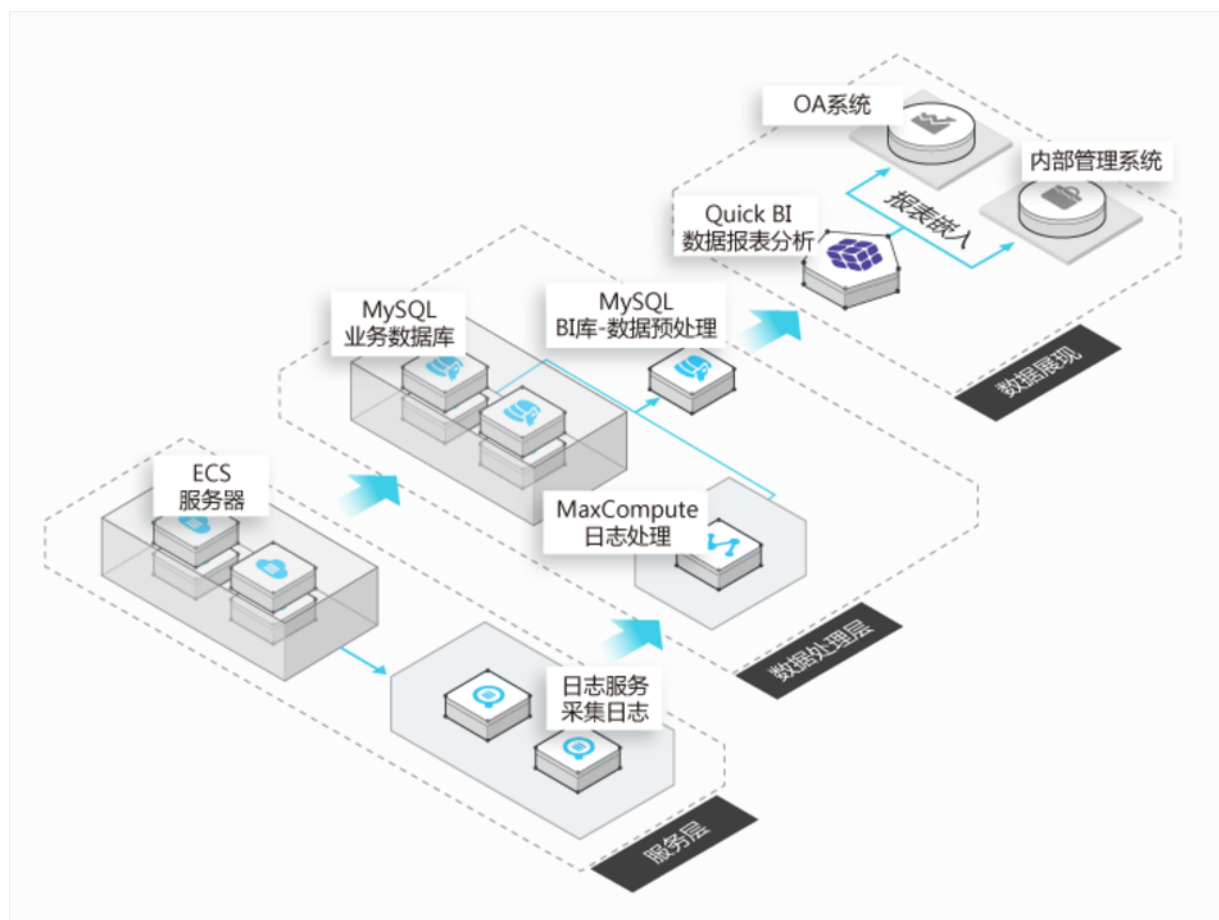 OA系统
内部管理系统
报表嵌入
Quick BI
数据报表分析
数据展现
MySQL
业务数据库
MySQL
BI库-数据预处理
MaxCompute
日志处理
数据处理层
ECS
服务器
日志服务
采集日志
服务层